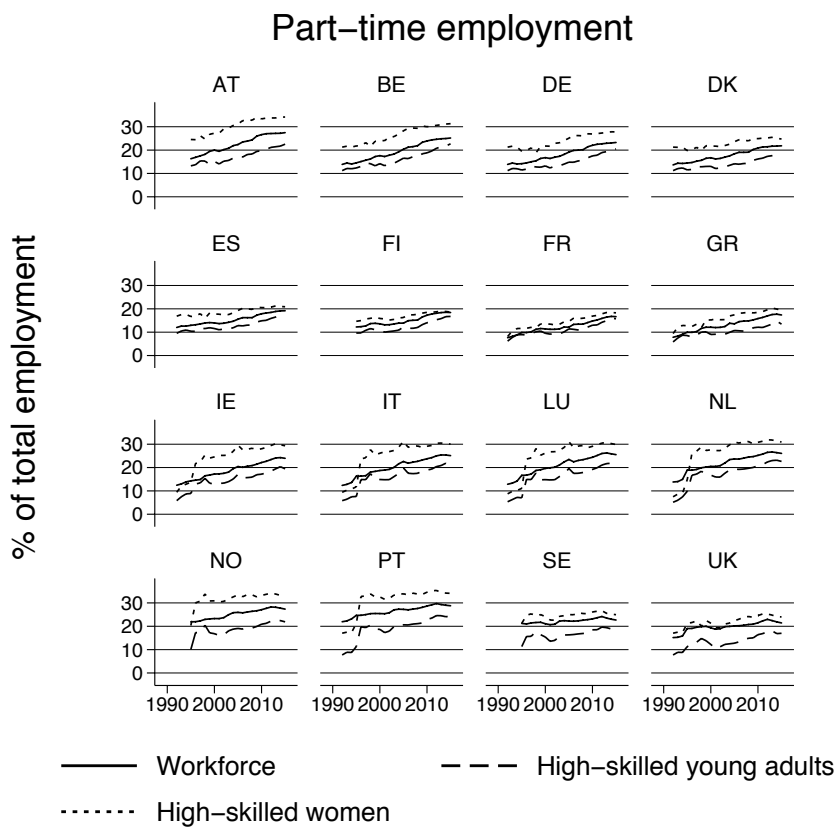 Part−time employment
AT BE DE DK
30
20
10
0
ES FI FR GR
30
20
10
0
% of total employment
IE IT LU NL
30
20
10
0
NO PT SE UK
30
20
10
0
1990 2000 2010 1990 2000 2010 1990 2000 2010 1990 2000 2010
Workforce High−skilled young adults
High−skilled women